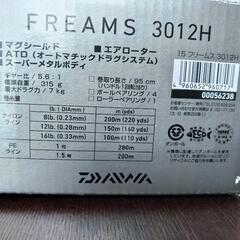 FREAMS 3012H
マグシールド
エアローター
ATD (オートマチックドラグシステム)
スーパーメタルボディ
15 フリームス 3012H
4960652960717
00056238
ギヤー比 / 5.6:1
標準自重 / 315 g
最大ドラグ力 / 7 kg
巻取り長さ / 95 cm
(ハンドル1回転当り)
ボールベアリング / 4
ローラーベアリング / 1
(lb. / DIAmm)
ナイロン
ライン
8lb. (0.23mm) 200m (220 yds)
12lb. (0.28mm) 150m (160 yds)
16lb. (0.33mm) 100m (110 yds)
PE
ライン
1 号 280m
1.5 号 200m
DAIWA